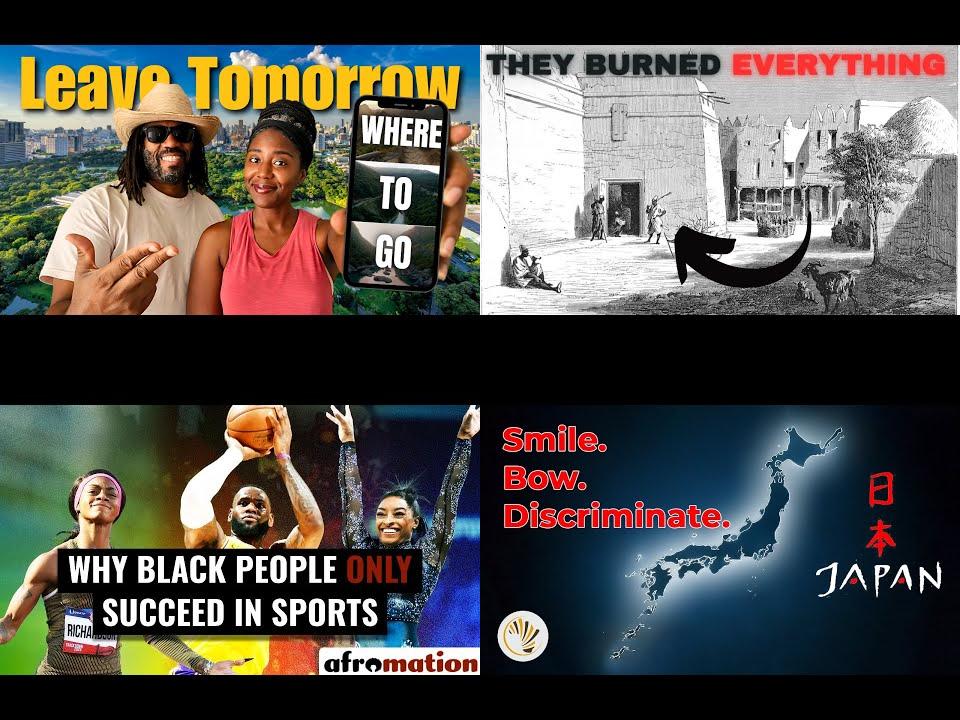 Leave Tomorrow
WHERE
TO
GO
THEY BURNED EVERYTHING
WHY BLACK PEOPLE ONLY
SUCCEED IN SPORTS
RICHARDSON
afromation
Smile.
Bow.
Discriminate.
日
本
JAPAN